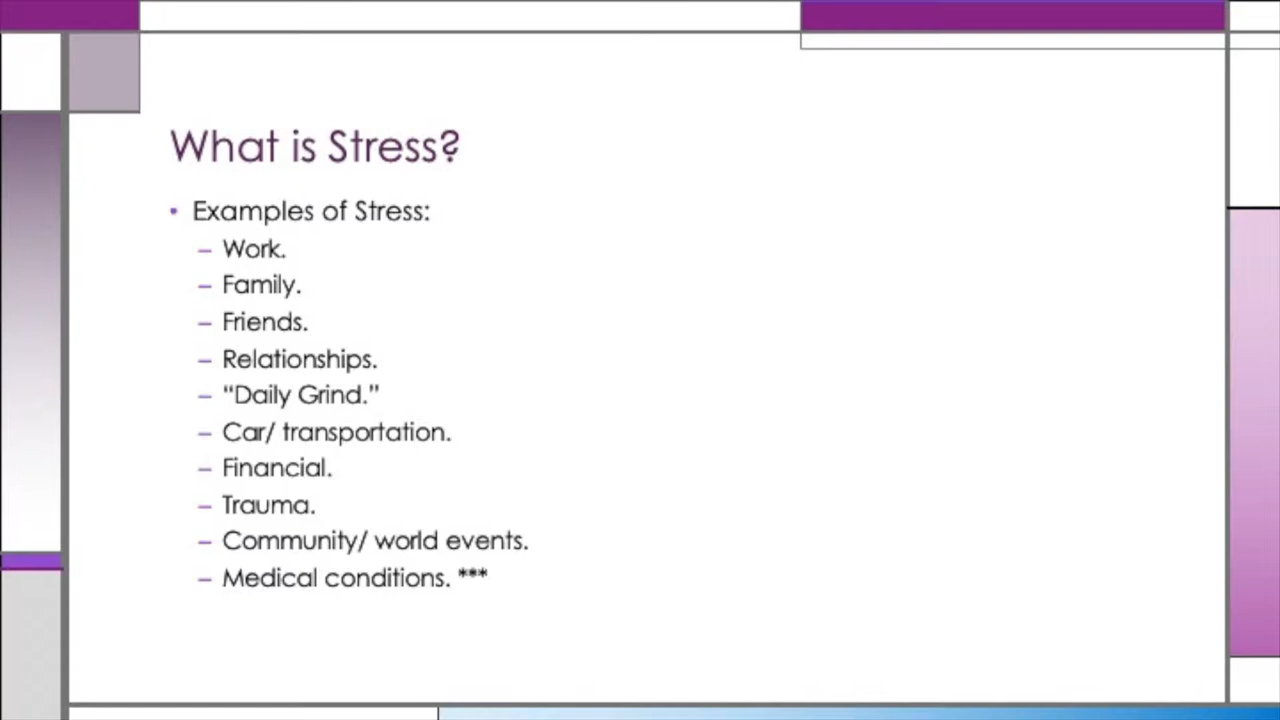 What is Stress?
• Examples of Stress:
– Work.
– Family.
– Friends.
– Relationships.
– “Daily Grind.”
– Car/ transportation.
– Financial.
– Trauma.
– Community/ world events.
– Medical conditions. ***